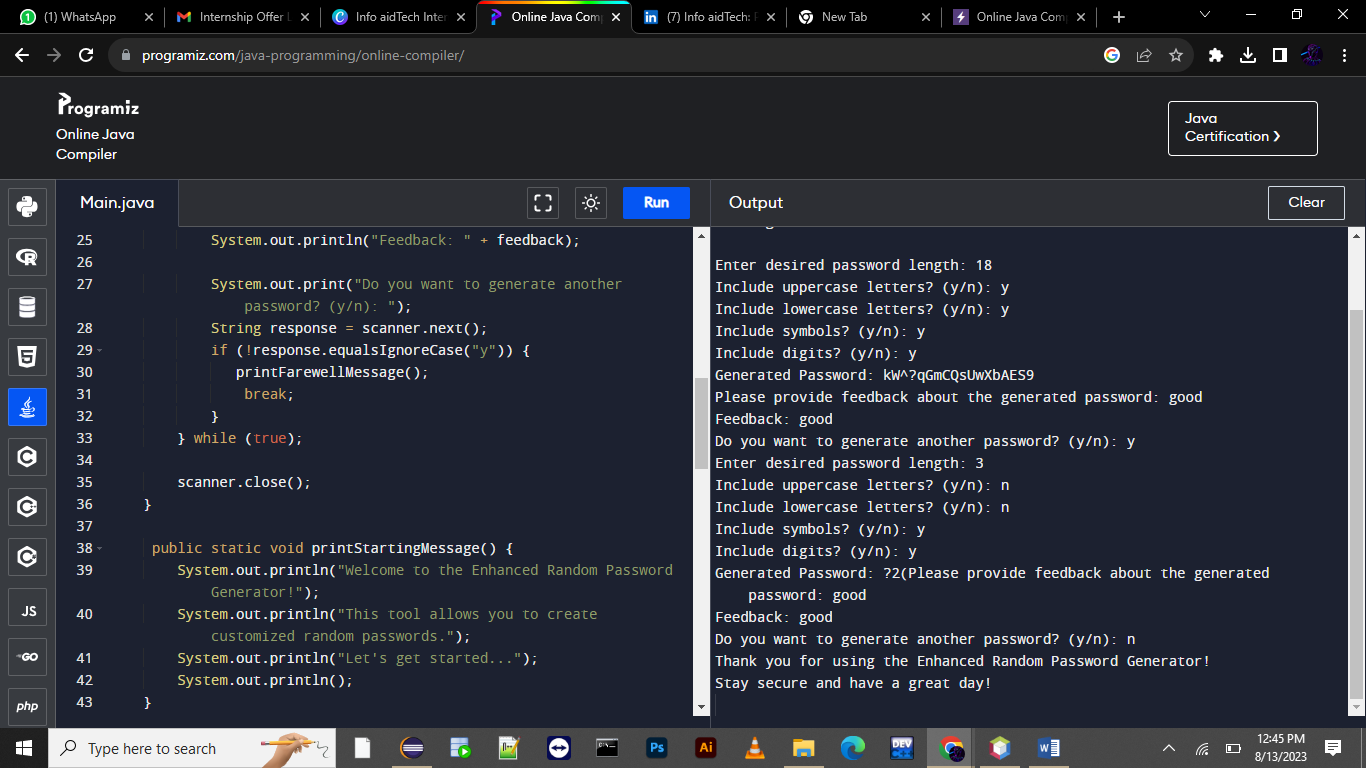 (1) WhatsApp
Internship Offer L
Info aidTech Inter
Online Java Comp
(7) Info aidTech: F
New Tab
Online Java Comp
programiz.com/java-programming/online-compiler/
Programiz
Online Java
Compiler
Java
Certification ❯
Main.java
Run
Output
Clear
25 System.out.println("Feedback: " + feedback);
26
27 System.out.print("Do you want to generate another
password? (y/n): ");
28 String response = scanner.next();
29 if (!response.equalsIgnoreCase("y")) {
30 printFarewellMessage();
31 break;
32 }
33 } while (true);
34
35 scanner.close();
36 }
37
38 public static void printStartingMessage() {
39 System.out.println("Welcome to the Enhanced Random Password
Generator!");
40 System.out.println("This tool allows you to create
customized random passwords.");
41 System.out.println("Let's get started...");
42 System.out.println();
43 }
Enter desired password length: 18
Include uppercase letters? (y/n): y
Include lowercase letters? (y/n): y
Include symbols? (y/n): y
Include digits? (y/n): y
Generated Password: kW^?qGmCQsUwXbAES9
Please provide feedback about the generated password: good
Feedback: good
Do you want to generate another password? (y/n): y
Enter desired password length: 3
Include uppercase letters? (y/n): n
Include lowercase letters? (y/n): n
Include symbols? (y/n): y
Include digits? (y/n): y
Generated Password: ?2(Please provide feedback about the generated
password: good
Feedback: good
Do you want to generate another password? (y/n): n
Thank you for using the Enhanced Random Password Generator!
Stay secure and have a great day!
JS
GO
php
Type here to search
Ps
Ai
DEV
12:45 PM
8/13/2023